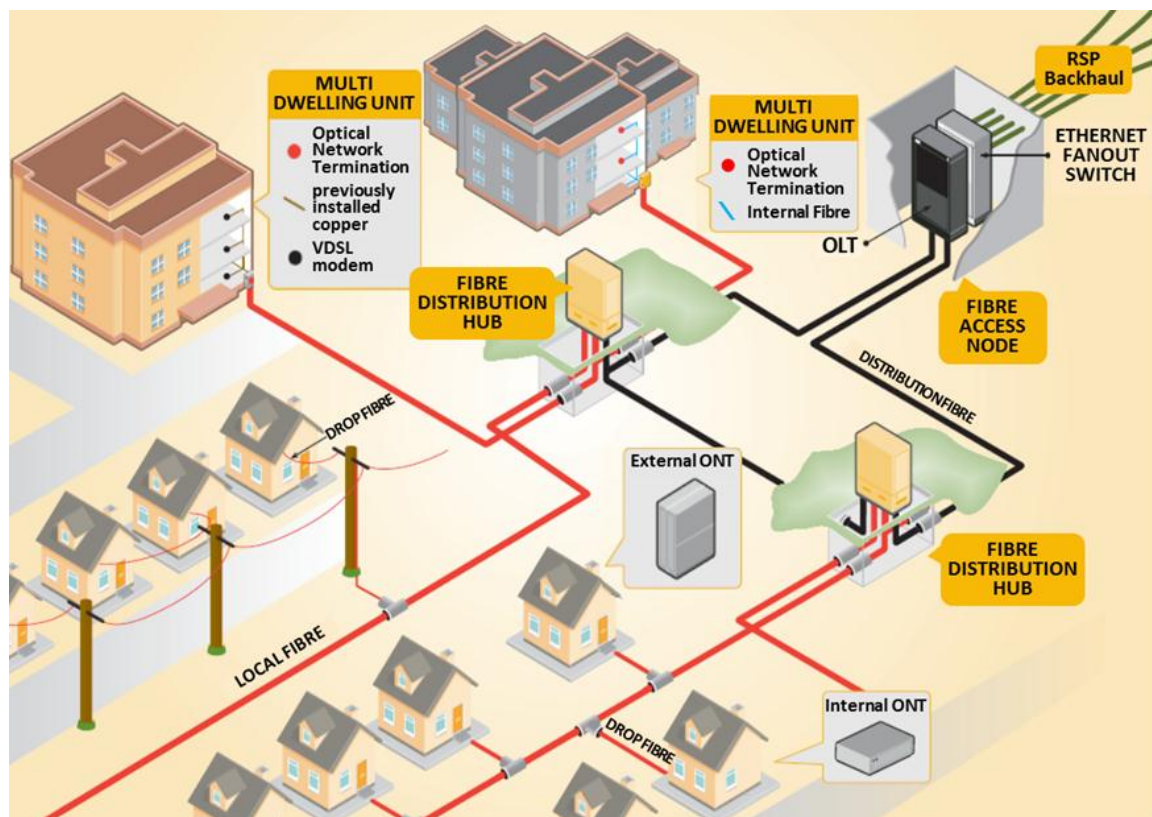 MULTI
DWELLING UNIT
Optical
Network
Termination
previously
installed
copper
VDSL
modem
MULTI
DWELLING UNIT
Optical
Network
Termination
Internal Fibre
RSP
Backhaul
ETHERNET
FANOUT
SWITCH
OLT
FIBRE
ACCESS
NODE
FIBRE
DISTRIBUTION
HUB
DISTRIBUTION FIBRE
DROP FIBRE
External ONT
FIBRE
DISTRIBUTION
HUB
LOCAL FIBRE
DROP FIBRE
Internal ONT